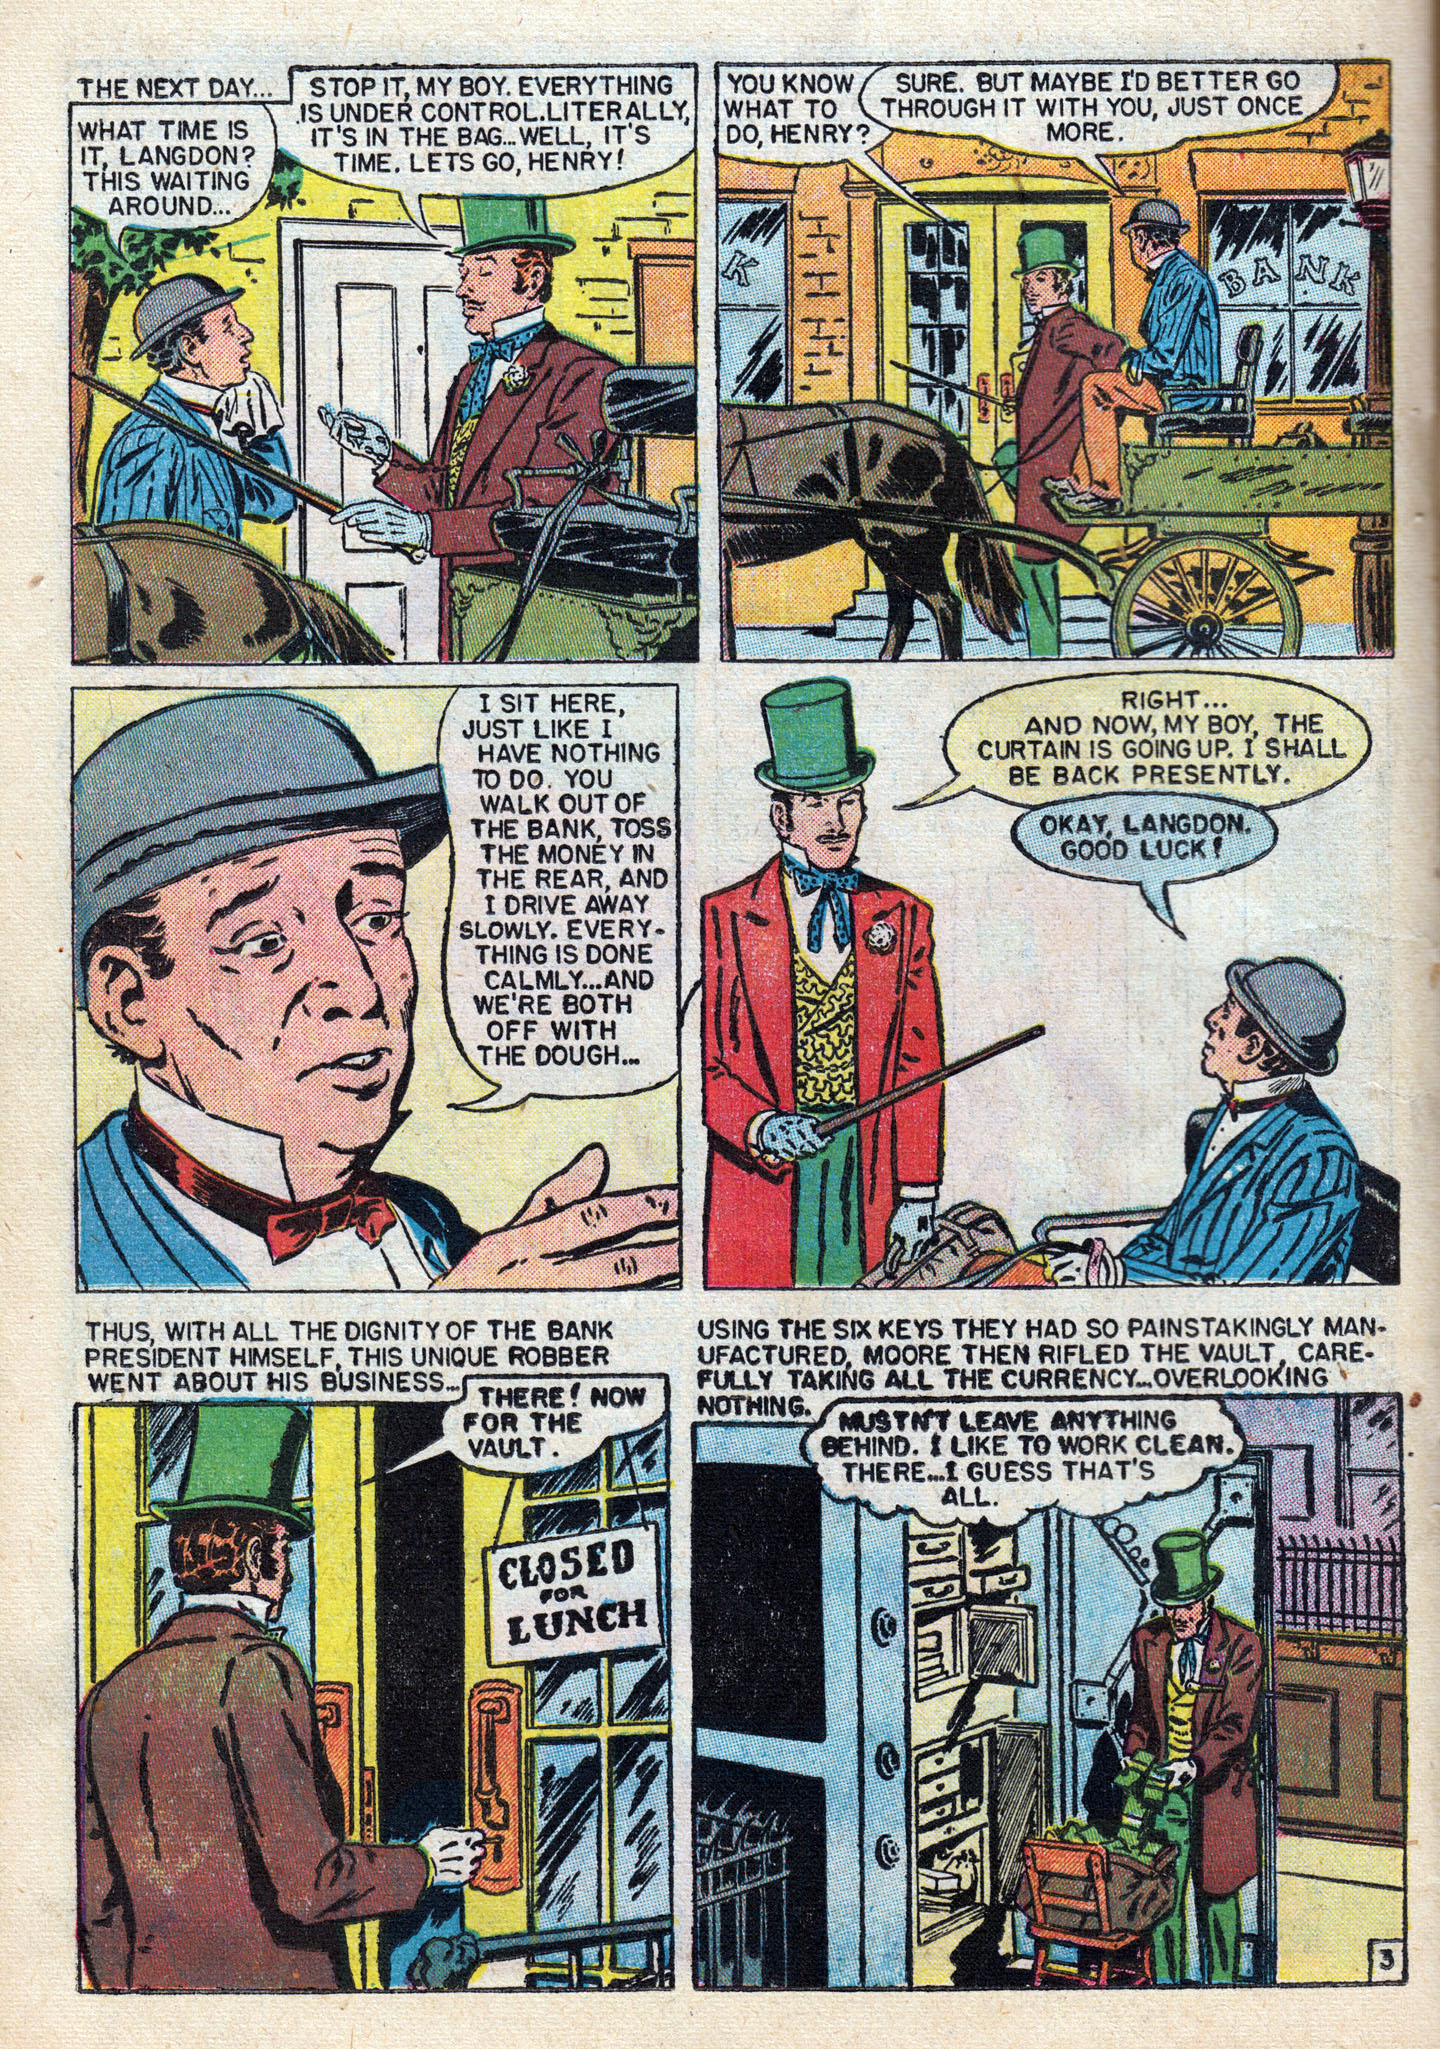 THE NEXT DAY...
WHAT TIME IS
IT, LANGDON?
THIS WAITING
AROUND...
STOP IT, MY BOY. EVERYTHING
IS UNDER CONTROL. LITERALLY,
IT'S IN THE BAG...WELL, IT'S
TIME. LETS GO, HENRY!
YOU KNOW
WHAT TO
DO, HENRY?
SURE. BUT MAYBE I'D BETTER GO
THROUGH IT WITH YOU, JUST ONCE
MORE.
K
BANK
I SIT HERE,
JUST LIKE I
HAVE NOTHING
TO DO. YOU
WALK OUT OF
THE BANK, TOSS
THE MONEY IN
THE REAR, AND
I DRIVE AWAY
SLOWLY. EVERY-
THING IS DONE
CALMLY...AND
WE'RE BOTH
OFF WITH
THE DOUGH...
RIGHT...
AND NOW, MY BOY, THE
CURTAIN IS GOING UP. I SHALL
BE BACK PRESENTLY.
OKAY, LANGDON.
GOOD LUCK!
THUS, WITH ALL THE DIGNITY OF THE BANK
PRESIDENT HIMSELF, THIS UNIQUE ROBBER
WENT ABOUT HIS BUSINESS...
THERE! NOW
FOR THE
VAULT.
CLOSED
FOR
LUNCH
USING THE SIX KEYS THEY HAD SO PAINSTAKINGLY MAN-
UFACTURED, MOORE THEN RIFLED THE VAULT, CARE-
FULLY TAKING ALL THE CURRENCY...OVERLOOKING
NOTHING.
MUSTN'T LEAVE ANYTHING
BEHIND. I LIKE TO WORK CLEAN.
THERE...I GUESS THAT'S
ALL.
3